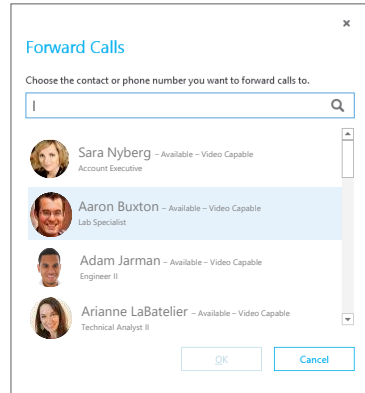 Forward Calls
Choose the contact or phone number you want to forward calls to.
Sara Nyberg – Available – Video Capable
Account Executive
Aaron Buxton – Available – Video Capable
Lab Specialist
Adam Jarman – Available – Video Capable
Engineer II
Arianne LaBatelier – Available – Video Capable
Technical Analyst II
OK Cancel